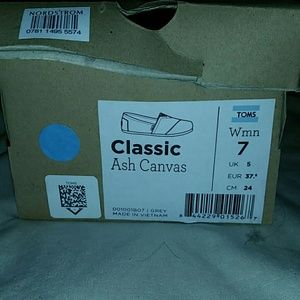 NORDSTROM
0781 1495 5574
TOMS
Classic
Ash Canvas
Wmn
7
UK 5
EUR 37.5
CM 24
TOMS
001001B07 | GREY
MADE IN VIETNAM